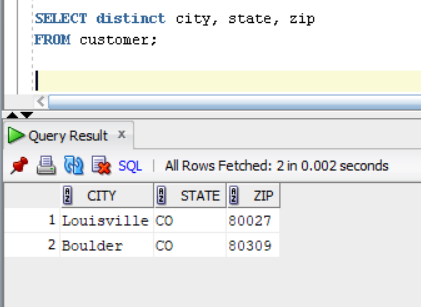 SELECT distinct city, state, zip
FROM customer;
Query Result x
SQL | All Rows Fetched: 2 in 0.002 seconds
CITY STATE ZIP
1 Louisville CO 80027
2 Boulder CO 80309